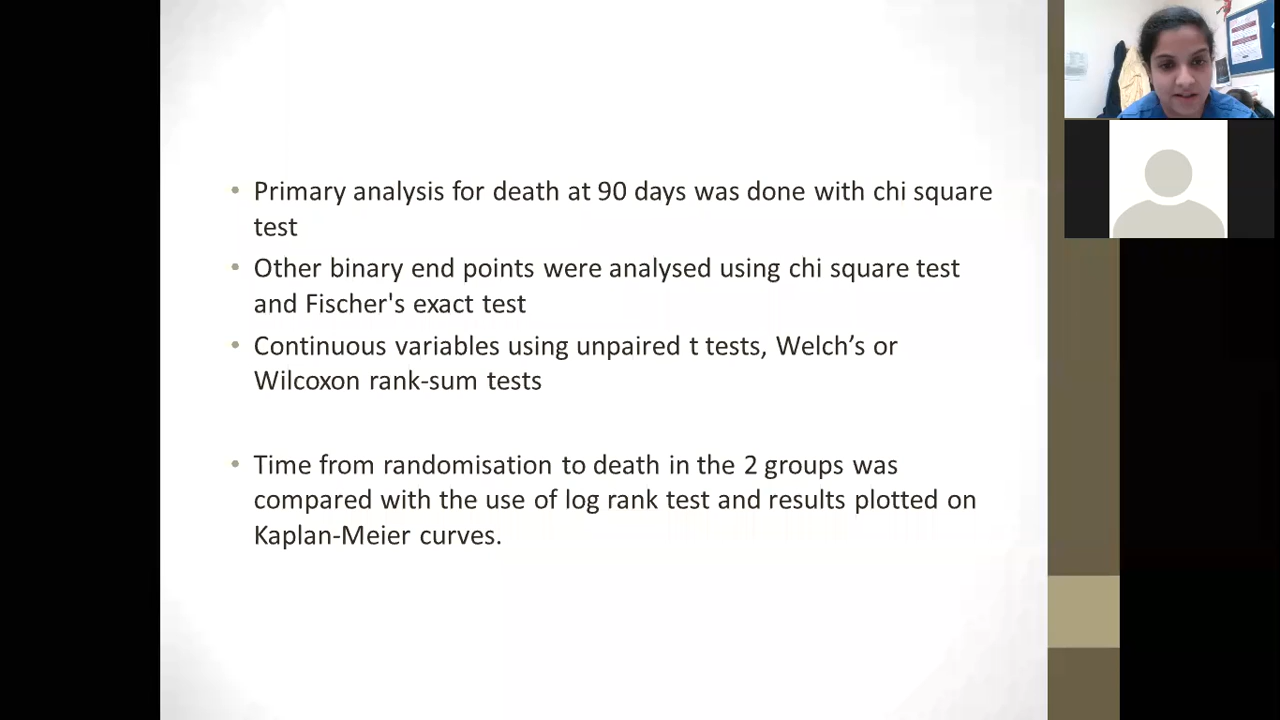 Primary analysis for death at 90 days was done with chi square
test
Other binary end points were analysed using chi square test
and Fischer's exact test
Continuous variables using unpaired t tests, Welch’s or
Wilcoxon rank-sum tests
Time from randomisation to death in the 2 groups was
compared with the use of log rank test and results plotted on
Kaplan-Meier curves.